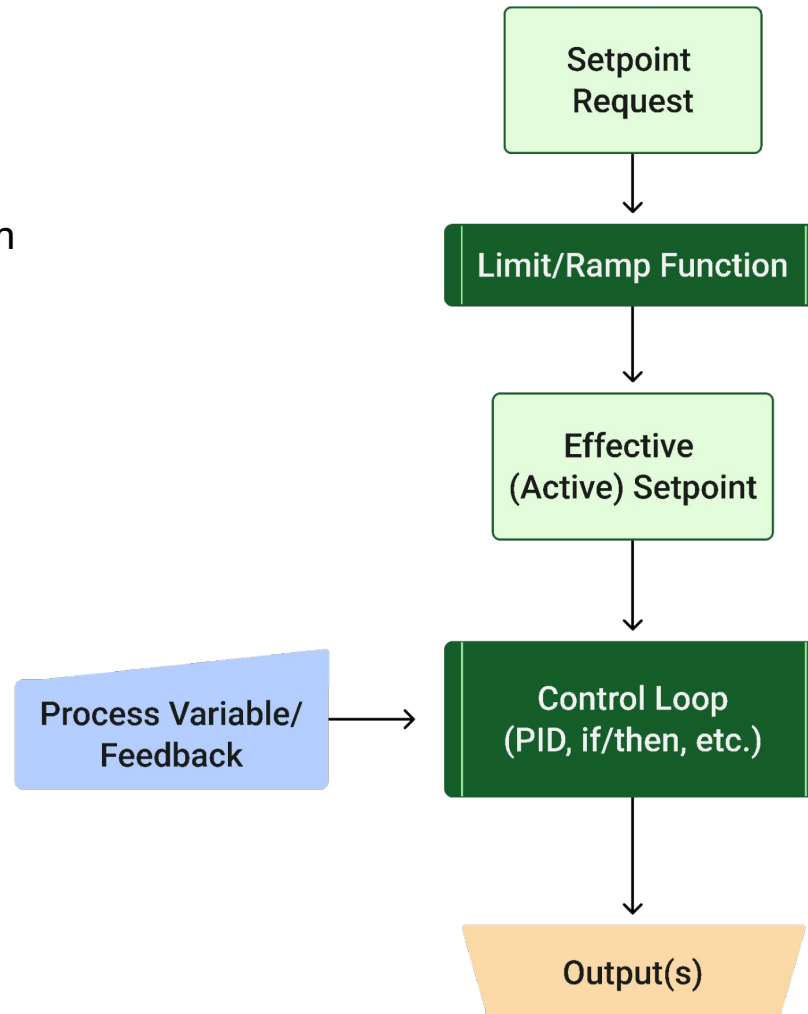 Setpoint
Request
Limit/Ramp Function
Effective
(Active) Setpoint
Process Variable/
Feedback
Control Loop
(PID, if/then, etc.)
Output(s)